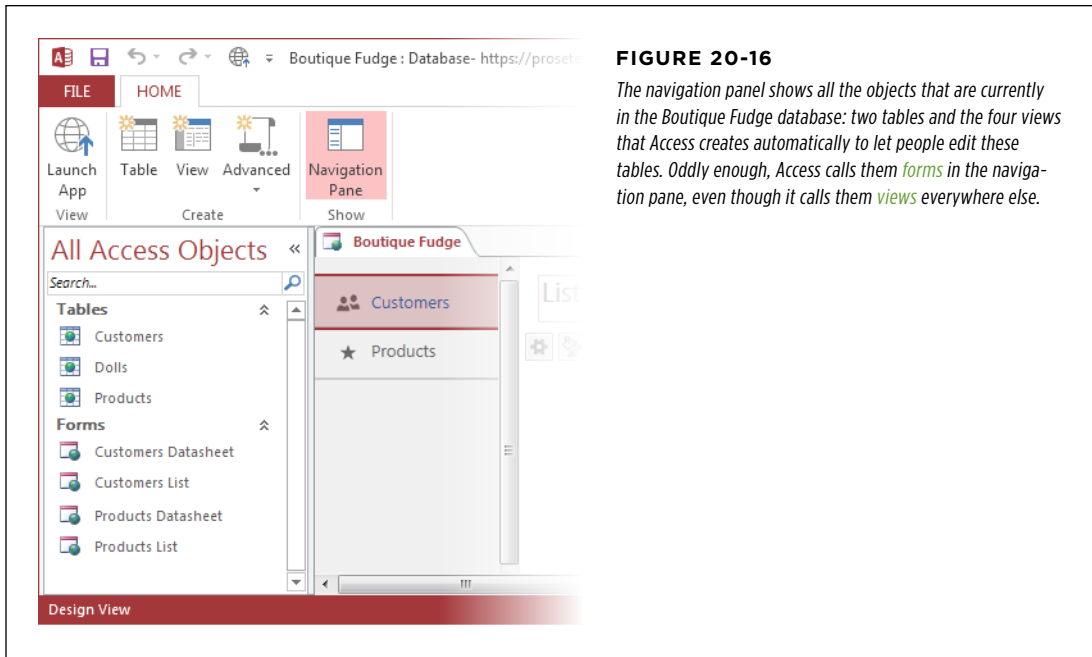 Boutique Fudge : Database- https://prosete
FILE HOME
Launch App
Table
View
Advanced
Navigation Pane
View
Create
Show
All Access Objects «
Search...
Tables
Customers
Dolls
Products
Forms
Customers Datasheet
Customers List
Products Datasheet
Products List
Boutique Fudge
Customers
Products
List
Design View
FIGURE 20-16
The navigation panel shows all the objects that are currently
in the Boutique Fudge database: two tables and the four views
that Access creates automatically to let people edit these
tables. Oddly enough, Access calls them forms in the naviga-
tion pane, even though it calls them views everywhere else.